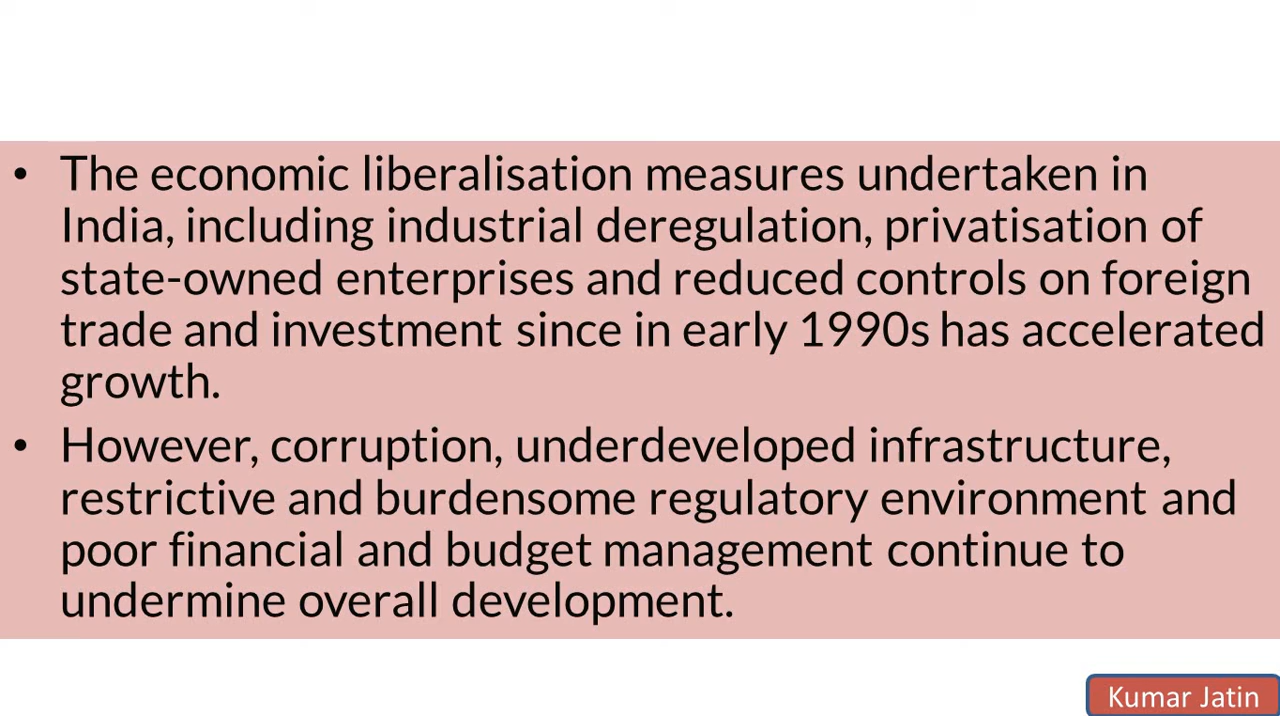 • The economic liberalisation measures undertaken in
India, including industrial deregulation, privatisation of
state-owned enterprises and reduced controls on foreign
trade and investment since in early 1990s has accelerated
growth.
• However, corruption, underdeveloped infrastructure,
restrictive and burdensome regulatory environment and
poor financial and budget management continue to
undermine overall development.
Kumar Jatin